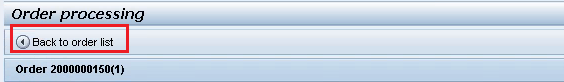 Order processing
Back to order list
Order 2000000150(1)